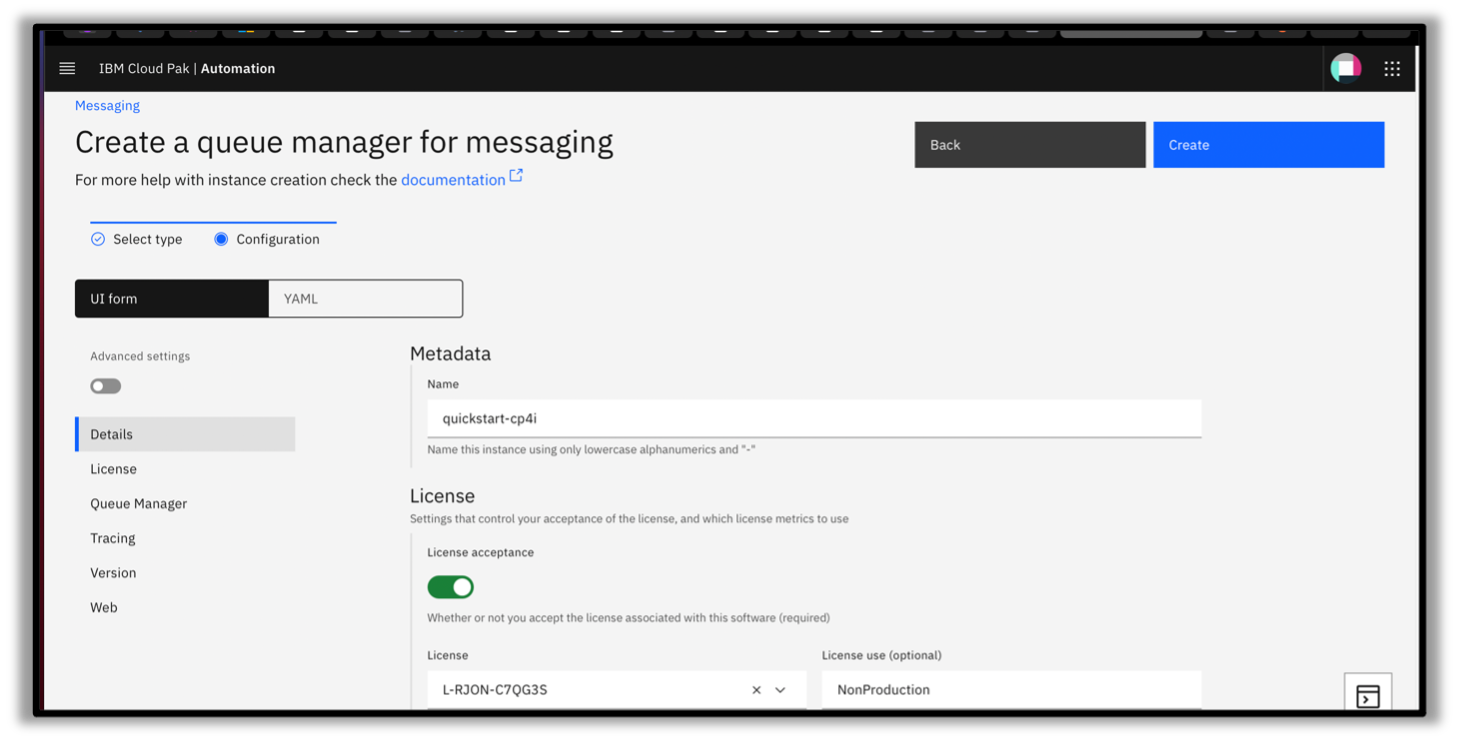 IBM Cloud Pak | Automation
Messaging
Create a queue manager for messaging
Back
Create
For more help with instance creation check the documentation
Select type
Configuration
UI form
YAML
Advanced settings
Details
License
Queue Manager
Tracing
Version
Web
Metadata
Name
quickstart-cp4i
Name this instance using only lowercase alphanumerics and "-"
License
Settings that control your acceptance of the license, and which license metrics to use
License acceptance
Whether or not you accept the license associated with this software (required)
License
License use (optional)
L-RJON-C7QG3S
NonProduction